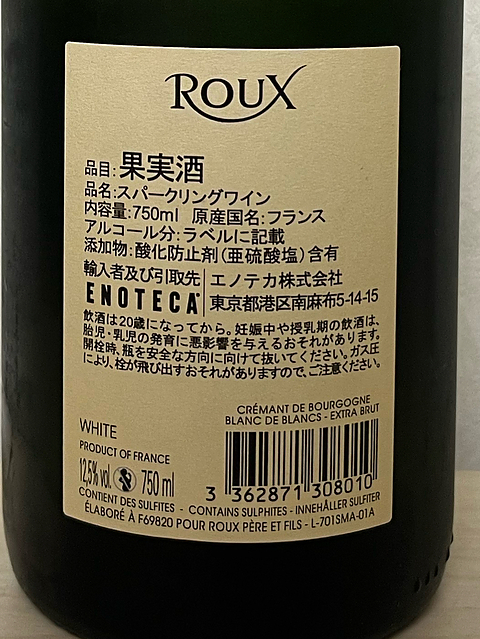 ROUX
品目:果実酒
品名:スパークリングワイン
内容量:750ml 原産国名:フランス
アルコール分:ラベルに記載
添加物:酸化防止剤(亜硫酸塩)含有
輸入者及び引取先 エノテカ株式会社
ENOTECA 東京都港区南麻布5-14-15
飲酒は20歳になってから。妊娠中や授乳期の飲酒は、
胎児・乳児の発育に悪影響を与えるおそれがあります。
開栓時、瓶を安全な方向に向けて抜いてください。ガス圧
により、栓が飛び出すおそれがありますので、ご注意ください。
CRÉMANT DE BOURGOGNE
BLANC DE BLANCS - EXTRA BRUT
WHITE
PRODUCT OF FRANCE
12,5% vol. 750 ml
3 362871 308010
CONTIENT DES SULFITES - CONTAINS SULPHITES - INNEHÅLLER SULFITER
ÉLABORÉ À F69820 POUR ROUX PÈRE ET FILS - L-701SMA-01A